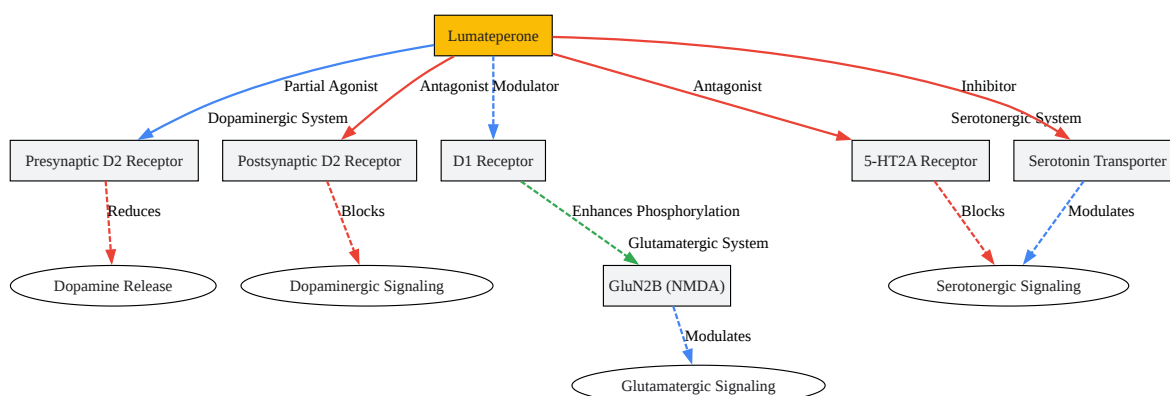 Lumateperone
Partial Agonist
Antagonist
Modulator
Antagonist
Inhibitor
Dopaminergic System
Serotonergic System
Presynaptic D2 Receptor
Postsynaptic D2 Receptor
D1 Receptor
5-HT2A Receptor
Serotonin Transporter
Reduces
Blocks
Enhances Phosphorylation
Blocks
Modulates
Glutamatergic System
Dopamine Release
Dopaminergic Signaling
GluN2B (NMDA)
Serotonergic Signaling
Modulates
Glutamatergic Signaling